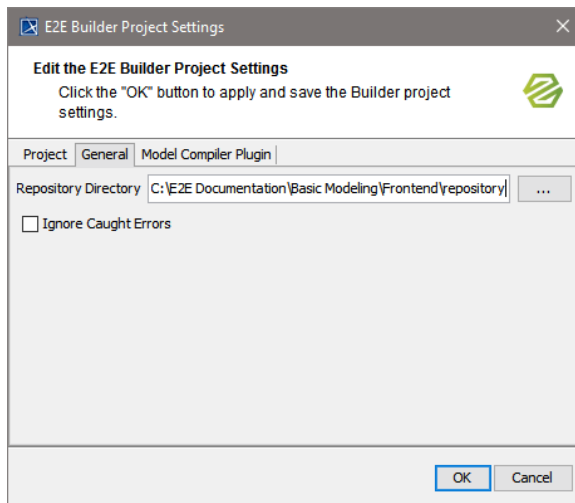 E2E Builder Project Settings
Edit the E2E Builder Project Settings
Click the "OK" button to apply and save the Builder project
settings.
Project General Model Compiler Plugin
Repository Directory C:\E2E Documentation\Basic Modeling\Frontend\repository ...
Ignore Caught Errors
OK Cancel